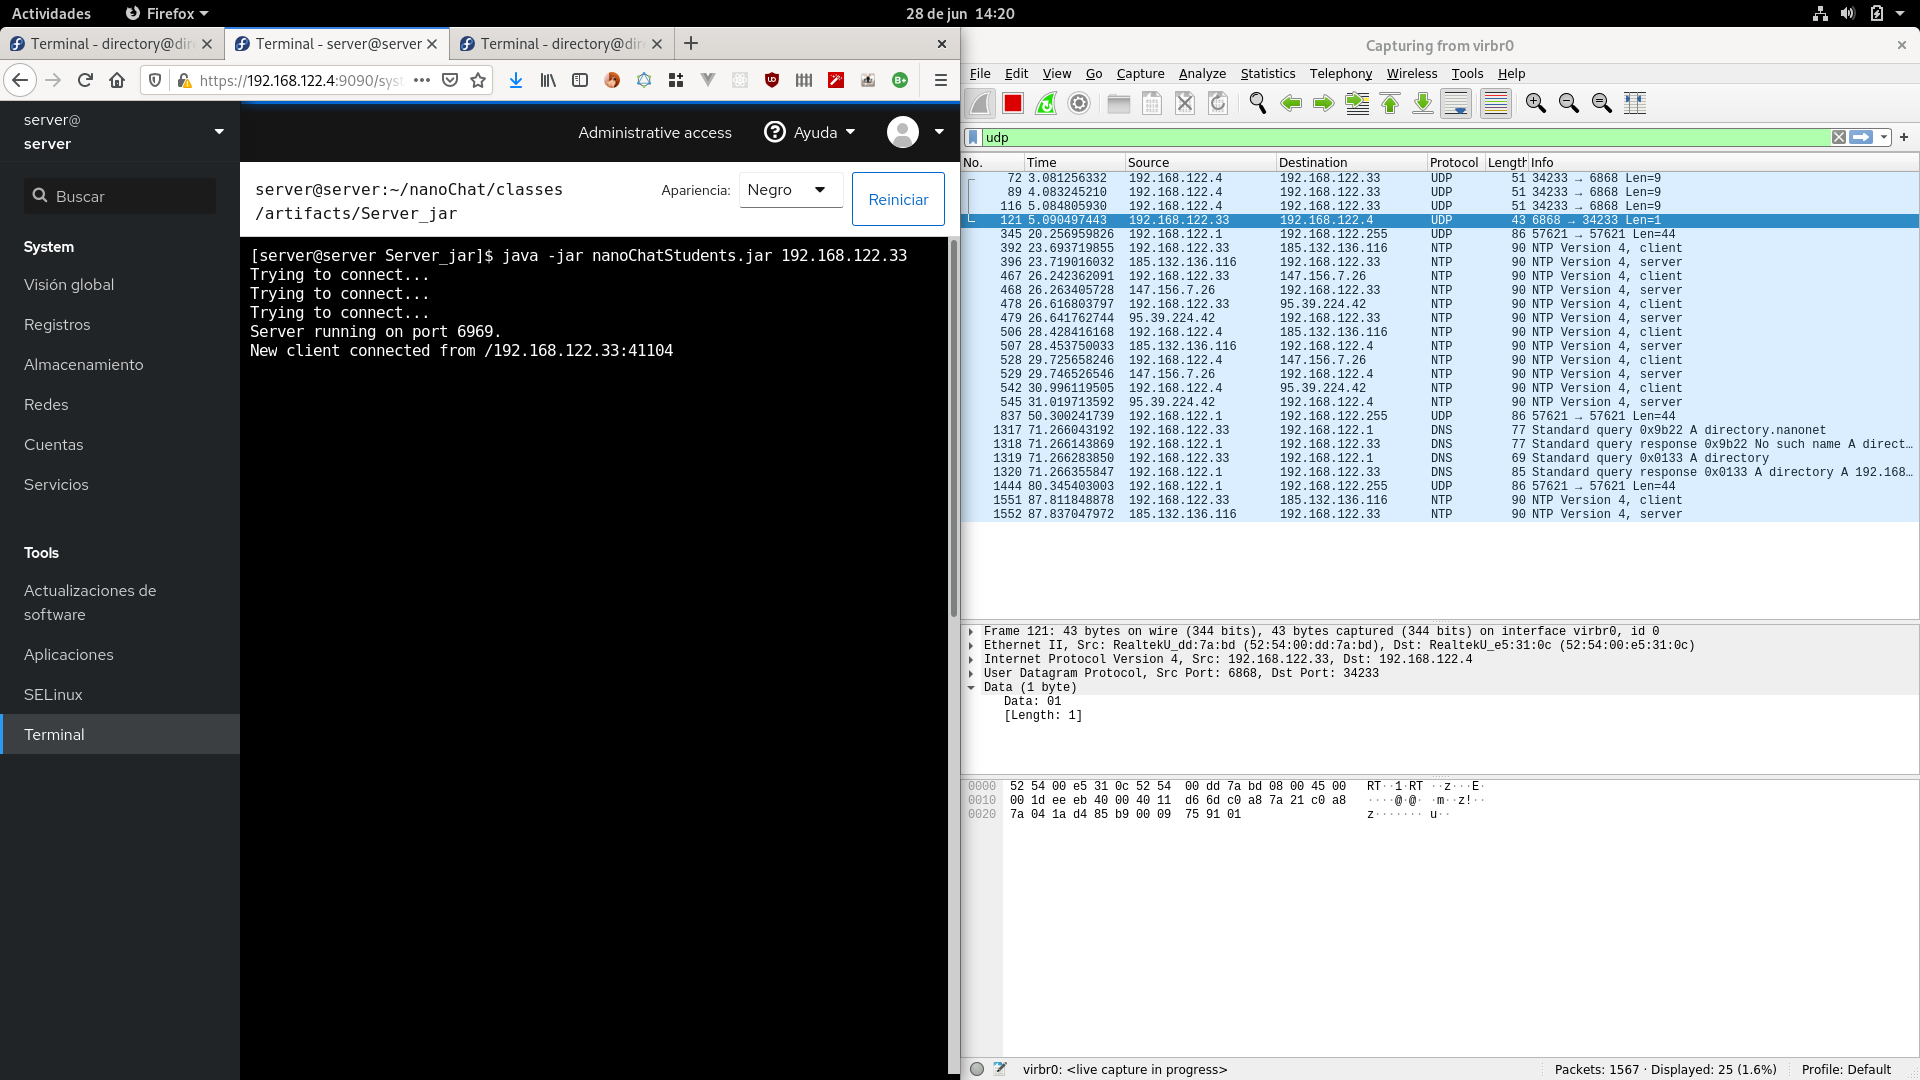 Actividades Firefox 28 de jun 14:20
Terminal - directory@dir Terminal - server@server Terminal - directory@dir
https://192.168.122.4:9090/syst
server@
server
Administrative access Ayuda
Buscar
System
Visión global
Registros
Almacenamiento
Redes
Cuentas
Servicios
Tools
Actualizaciones de
software
Aplicaciones
SELinux
Terminal
server@server:~/nanoChat/classes
/artifacts/Server_jar
Apariencia: Negro Reiniciar
[server@server Server_jar]$ java -jar nanoChatStudents.jar 192.168.122.33
Trying to connect...
Trying to connect...
Trying to connect...
Server running on port 6969.
New client connected from /192.168.122.33:41104
Capturing from virbr0
File Edit View Go Capture Analyze Statistics Telephony Wireless Tools Help
udp
No. Time Source Destination Protocol Length Info
72 3.081256332 192.168.122.4 192.168.122.33 UDP 51 34233 → 6868 Len=9
89 4.083245210 192.168.122.4 192.168.122.33 UDP 51 34233 → 6868 Len=9
116 5.084805930 192.168.122.4 192.168.122.33 UDP 51 34233 → 6868 Len=9
121 5.090497443 192.168.122.33 192.168.122.4 UDP 43 6868 → 34233 Len=1
345 20.256959826 192.168.122.1 192.168.122.255 UDP 86 57621 → 57621 Len=44
392 23.693719855 192.168.122.33 185.132.136.116 NTP 90 NTP Version 4, client
396 23.719016032 185.132.136.116 192.168.122.33 NTP 90 NTP Version 4, server
467 26.242362091 192.168.122.33 147.156.7.26 NTP 90 NTP Version 4, client
468 26.263405728 147.156.7.26 192.168.122.33 NTP 90 NTP Version 4, server
478 26.616803797 192.168.122.33 95.39.224.42 NTP 90 NTP Version 4, client
479 26.641762744 95.39.224.42 192.168.122.33 NTP 90 NTP Version 4, server
506 28.428416168 192.168.122.4 185.132.136.116 NTP 90 NTP Version 4, client
507 28.453750033 185.132.136.116 192.168.122.4 NTP 90 NTP Version 4, server
528 29.725658246 192.168.122.4 147.156.7.26 NTP 90 NTP Version 4, client
529 29.746526546 147.156.7.26 192.168.122.4 NTP 90 NTP Version 4, server
542 30.996119505 192.168.122.4 95.39.224.42 NTP 90 NTP Version 4, client
545 31.019713592 95.39.224.42 192.168.122.4 NTP 90 NTP Version 4, server
837 50.300241739 192.168.122.1 192.168.122.255 UDP 86 57621 → 57621 Len=44
1317 71.266043192 192.168.122.33 192.168.122.1 DNS 77 Standard query 0x9b22 A directory.nanonet
1318 71.266143869 192.168.122.1 192.168.122.33 DNS 77 Standard query response 0x9b22 No such name A direct…
1319 71.266283850 192.168.122.33 192.168.122.1 DNS 69 Standard query 0x0133 A directory
1320 71.266355847 192.168.122.1 192.168.122.33 DNS 85 Standard query response 0x0133 A directory A 192.168…
1444 80.345403003 192.168.122.1 192.168.122.255 UDP 86 57621 → 57621 Len=44
1551 87.811848878 192.168.122.33 185.132.136.116 NTP 90 NTP Version 4, client
1552 87.837047972 185.132.136.116 192.168.122.33 NTP 90 NTP Version 4, server
Frame 121: 43 bytes on wire (344 bits), 43 bytes captured (344 bits) on interface virbr0, id 0
Ethernet II, Src: RealtekU_dd:7a:bd (52:54:00:dd:7a:bd), Dst: RealtekU_e5:31:0c (52:54:00:e5:31:0c)
Internet Protocol Version 4, Src: 192.168.122.33, Dst: 192.168.122.4
User Datagram Protocol, Src Port: 6868, Dst Port: 34233
Data (1 byte)
Data: 01
[Length: 1]
0000 52 54 00 e5 31 0c 52 54 00 dd 7a bd 08 00 45 00 RT··1·RT ··z···E·
0010 00 1d ee eb 40 00 40 11 d6 6d c0 a8 7a 21 c0 a8 ····@·@· ·m··z!··
0020 7a 04 1a d4 85 b9 00 09 75 91 01 z······· u··
virbr0: <live capture in progress> Packets: 1567 · Displayed: 25 (1.6%) Profile: Default